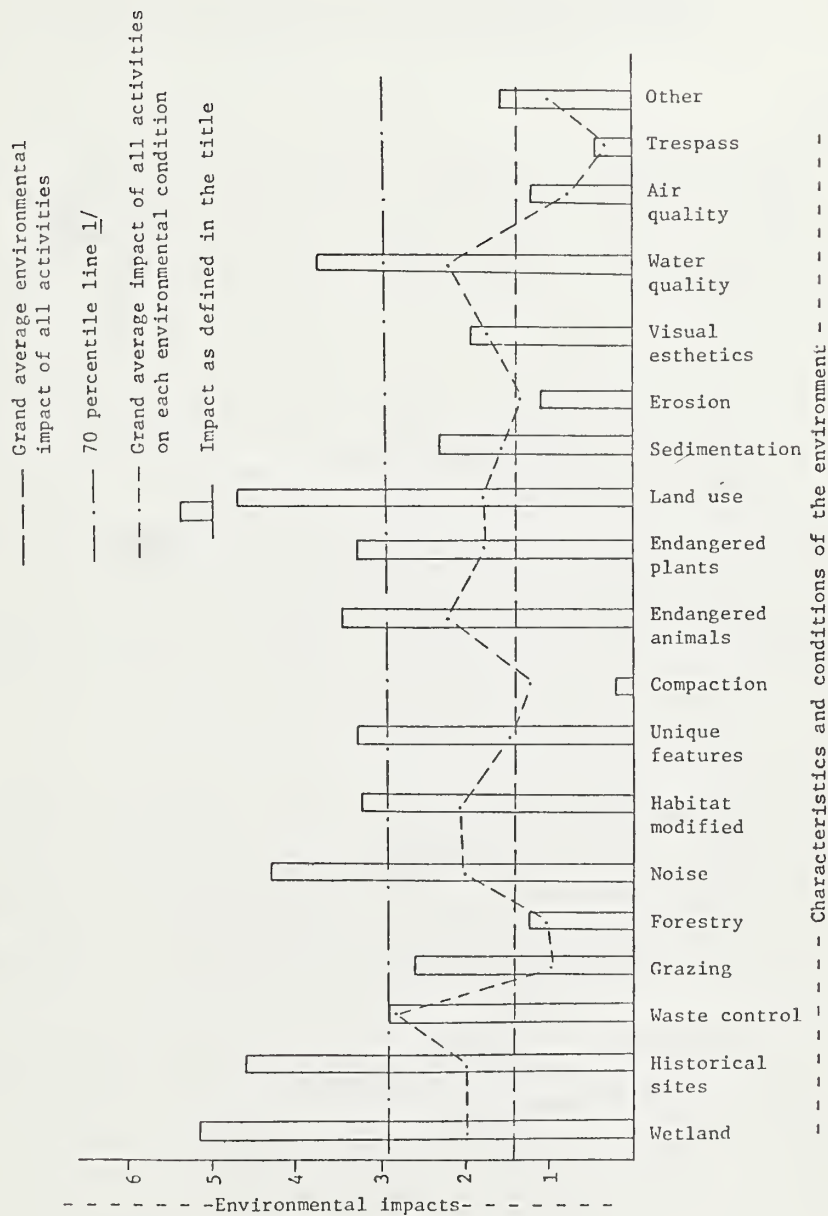 Grand average environmental
impact of all activities
70 percentile line 1/
Grand average impact of all activities
on each environmental condition
Impact as defined in the title
Other
Trespass
Air
quality
Water
quality
Visual
esthetics
Erosion
Sedimentation
Land use
Endangered
plants
Endangered
animals
Compaction
Unique
features
Habitat
modified
Noise
Forestry
Grazing
Waste control
Historical
sites
Wetland
6
5
4
3
2
1
- - - - - - -Environmental impacts- - - - - - -
- - - - - Characteristics and conditions of the environment - - - - - - - -